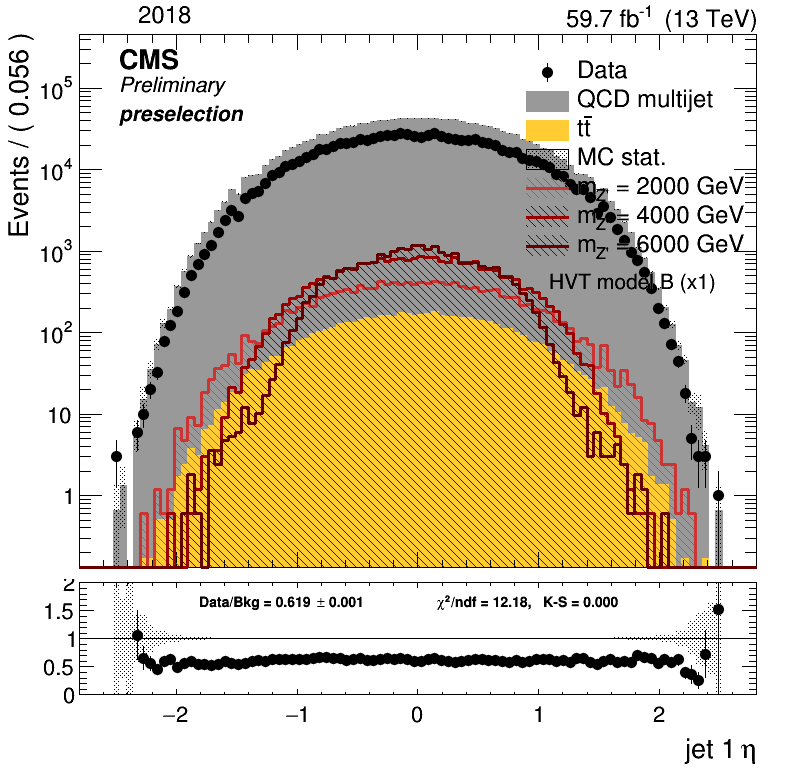 2018
59.7 fb⁻¹ (13 TeV)
CMS
Preliminary
preselection
Data
QCD multijet
tt̄
MC stat.
m_Z' = 2000 GeV
m_Z' = 4000 GeV
m_Z' = 6000 GeV
HVT model B (x1)
Events / ( 0.056 )
10⁵
10⁴
10³
10²
10
1
Data/Bkg = 0.619 ± 0.001
χ²/ndf = 12.18, K-S = 0.000
2
1.5
1
0.5
0
−2
−1
0
1
2
jet 1 η